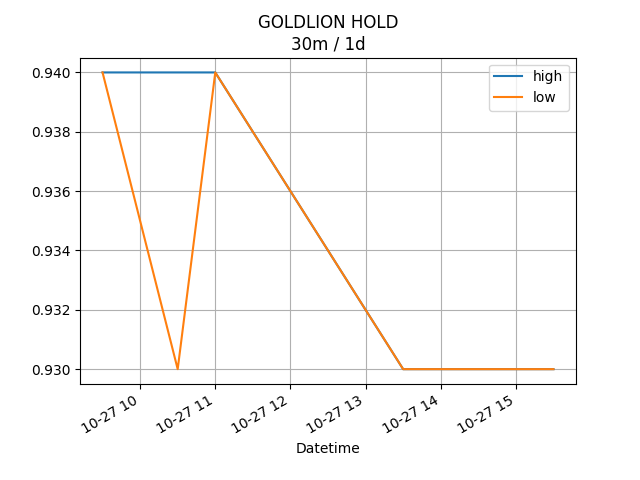 GOLDLION HOLD
30m / 1d
high
low
0.940
0.938
0.936
0.934
0.932
0.930
10-27 10
10-27 11
10-27 12
10-27 13
10-27 14
10-27 15
Datetime